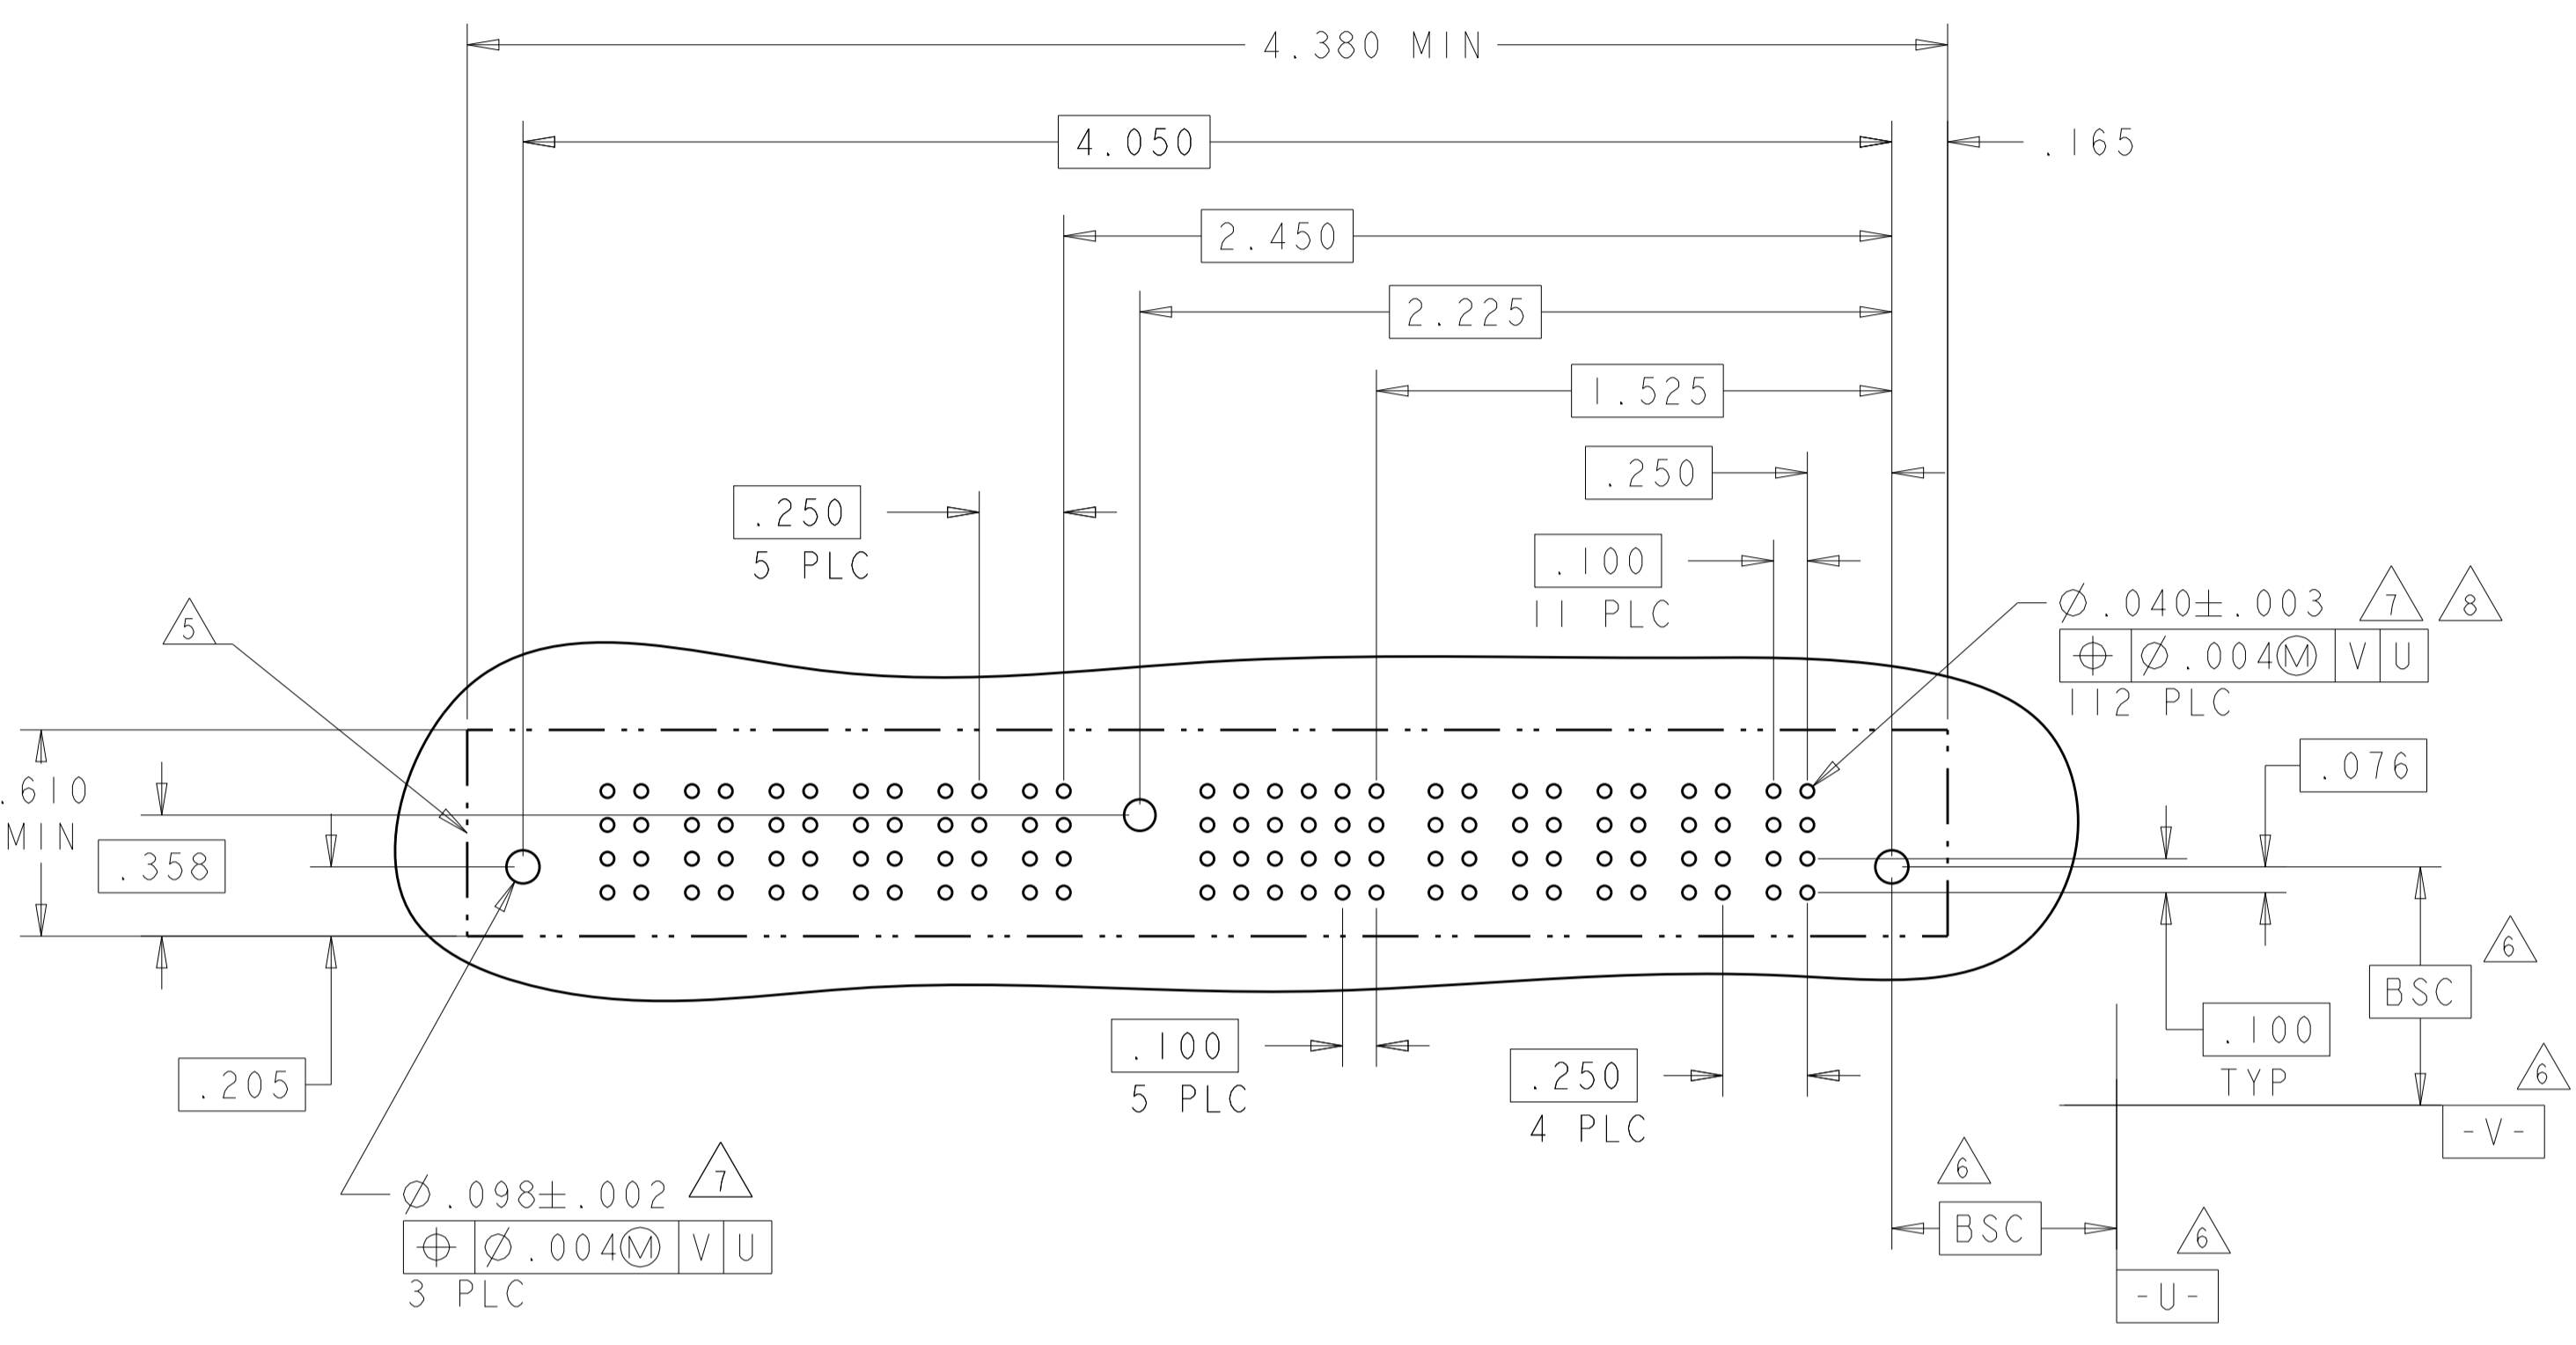 4.380 MIN
4.050
.165
2.450
2.225
1.525
.250
.250
5 PLC
.100
11 PLC
5
⌀.040±.003 7 8
⌖ ⌀.004Ⓜ V U
112 PLC
.076
.610
MIN
.358
6
BSC
.205
.100
5 PLC
.250
4 PLC
.100
TYP
6
-V-
⌀.098±.002 7
⌖ ⌀.004Ⓜ V U
3 PLC
6
BSC
6
-U-